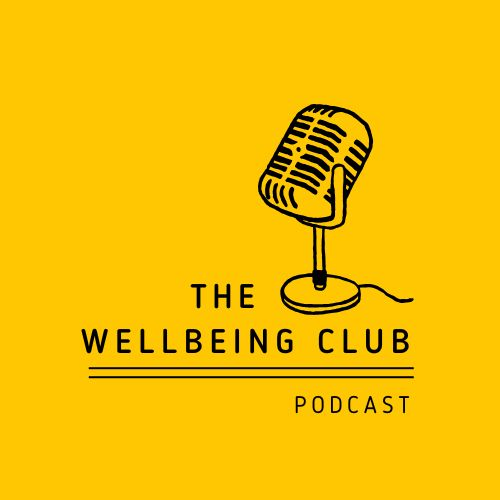 THE
WELLBEING CLUB
PODCAST